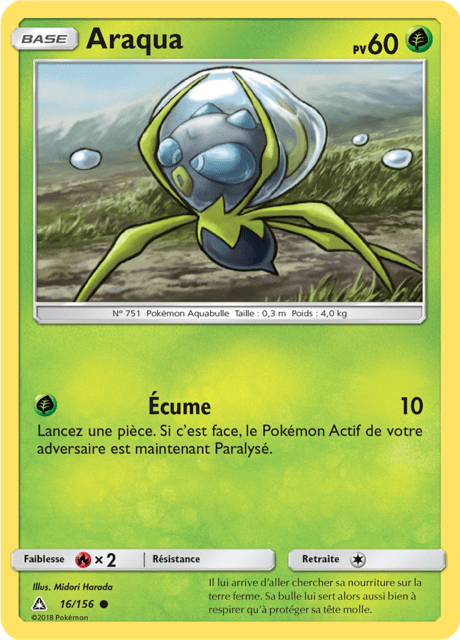 BASE Araqua PV60
N° 751 Pokémon Aquabulle Taille : 0,3 m Poids : 4,0 kg
Écume 10
Lancez une pièce. Si c'est face, le Pokémon Actif de votre
adversaire est maintenant Paralysé.
Faiblesse ×2 Résistance Retraite
Illus. Midori Harada
16/156
©2018 Pokémon
Il lui arrive d'aller chercher sa nourriture sur la
terre ferme. Sa bulle lui sert alors aussi bien à
respirer qu'à protéger sa tête molle.